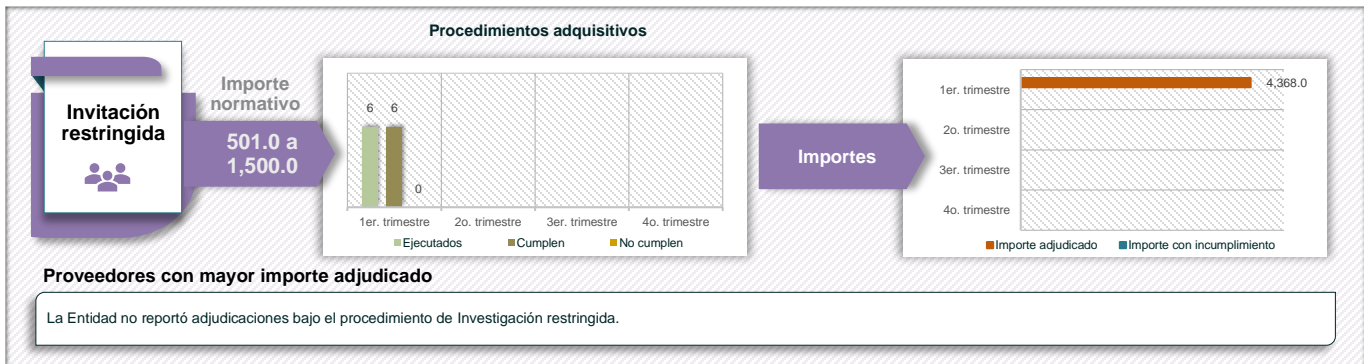 Procedimientos adquisitivos
Invitación
restringida
Importe
normativo
501.0 a
1,500.0
6
6
0
1er. trimestre
2o. trimestre
3er. trimestre
4o. trimestre
Ejecutados
Cumplen
No cumplen
Importes
1er. trimestre
4,368.0
2o. trimestre
3er. trimestre
4o. trimestre
Importe adjudicado
Importe con incumplimiento
Proveedores con mayor importe adjudicado
La Entidad no reportó adjudicaciones bajo el procedimiento de Investigación restringida.